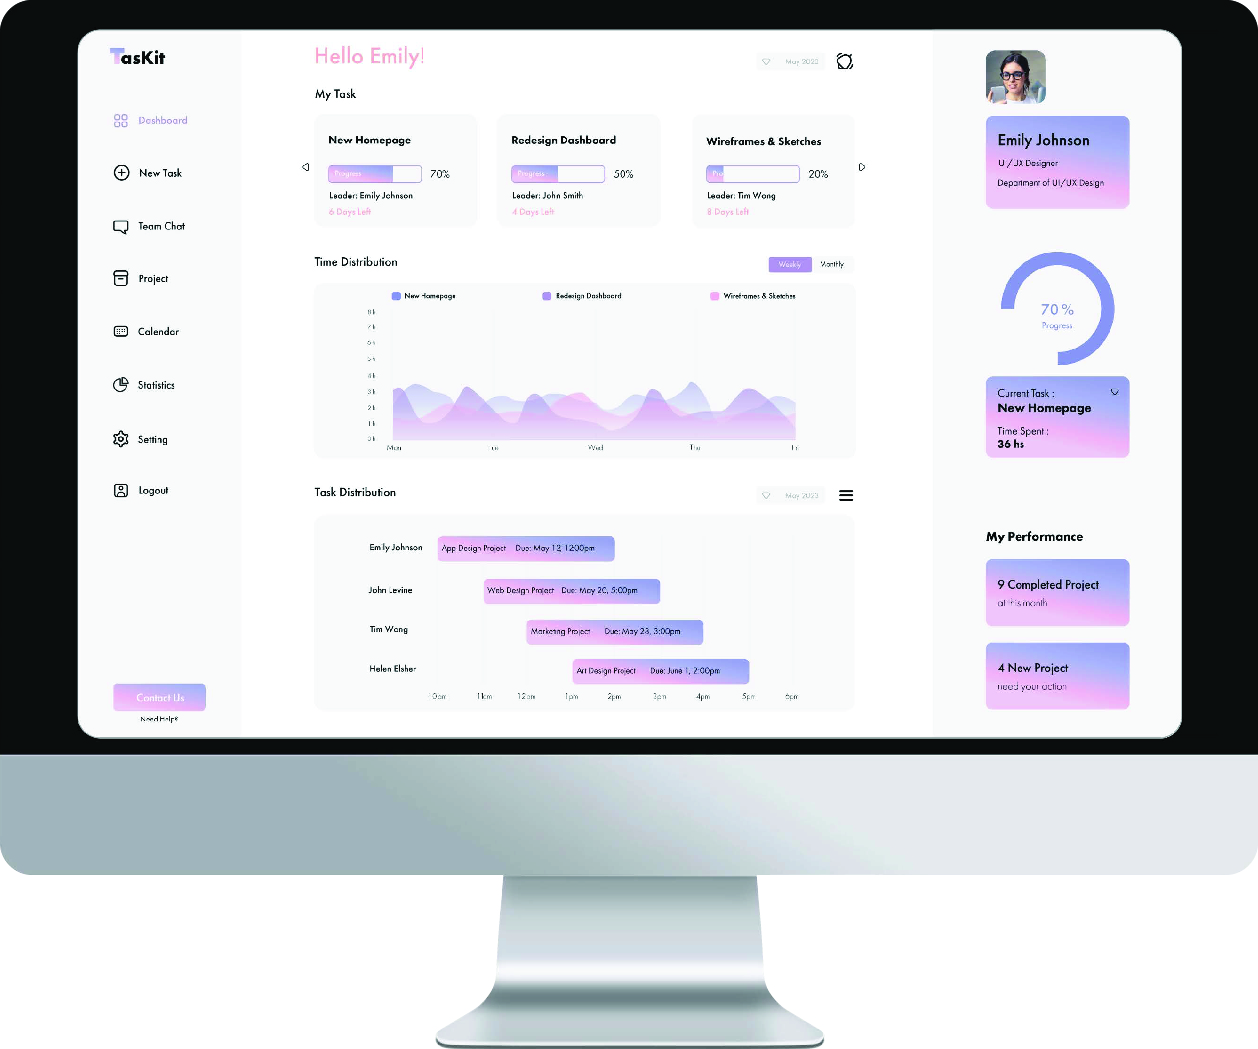 TasKit
Dashboard
New Task
Team Chat
Project
Calendar
Statistics
Setting
Logout
Contact Us
Need Help?
Hello Emily!
May 2023
My Task
New Homepage
Progress
70%
Leader: Emily Johnson
6 Days Left
Redesign Dashboard
Progress
50%
Leader: John Smith
4 Days Left
Wireframes & Sketches
Pro
20%
Leader: Tim Wong
8 Days Left
Time Distribution
Weekly
Monthly
New Homepage
Redesign Dashboard
Wireframes & Sketches
8 h
7 h
6 h
5 h
4 h
3 h
2 h
1 h
0 h
Mon
Tue
Wed
Thu
Fri
Task Distribution
May 2023
Emily Johnson
App Design Project Due: May 12, 12:00pm
John Levine
Web Design Project Due: May 20, 5:00pm
Tim Wong
Marketing Project Due: May 28, 3:00pm
Helen Elsher
Art Design Project Due: June 1, 2:00pm
10pm 11am 12pm 1pm 2pm 3pm 4pm 5pm 6pm
Emily Johnson
UI/UX Designer
Department of UI/UX Design
70 %
Progress
Current Task :
New Homepage
Time Spent :
36 hs
My Performance
9 Completed Project
at this month
4 New Project
need your action